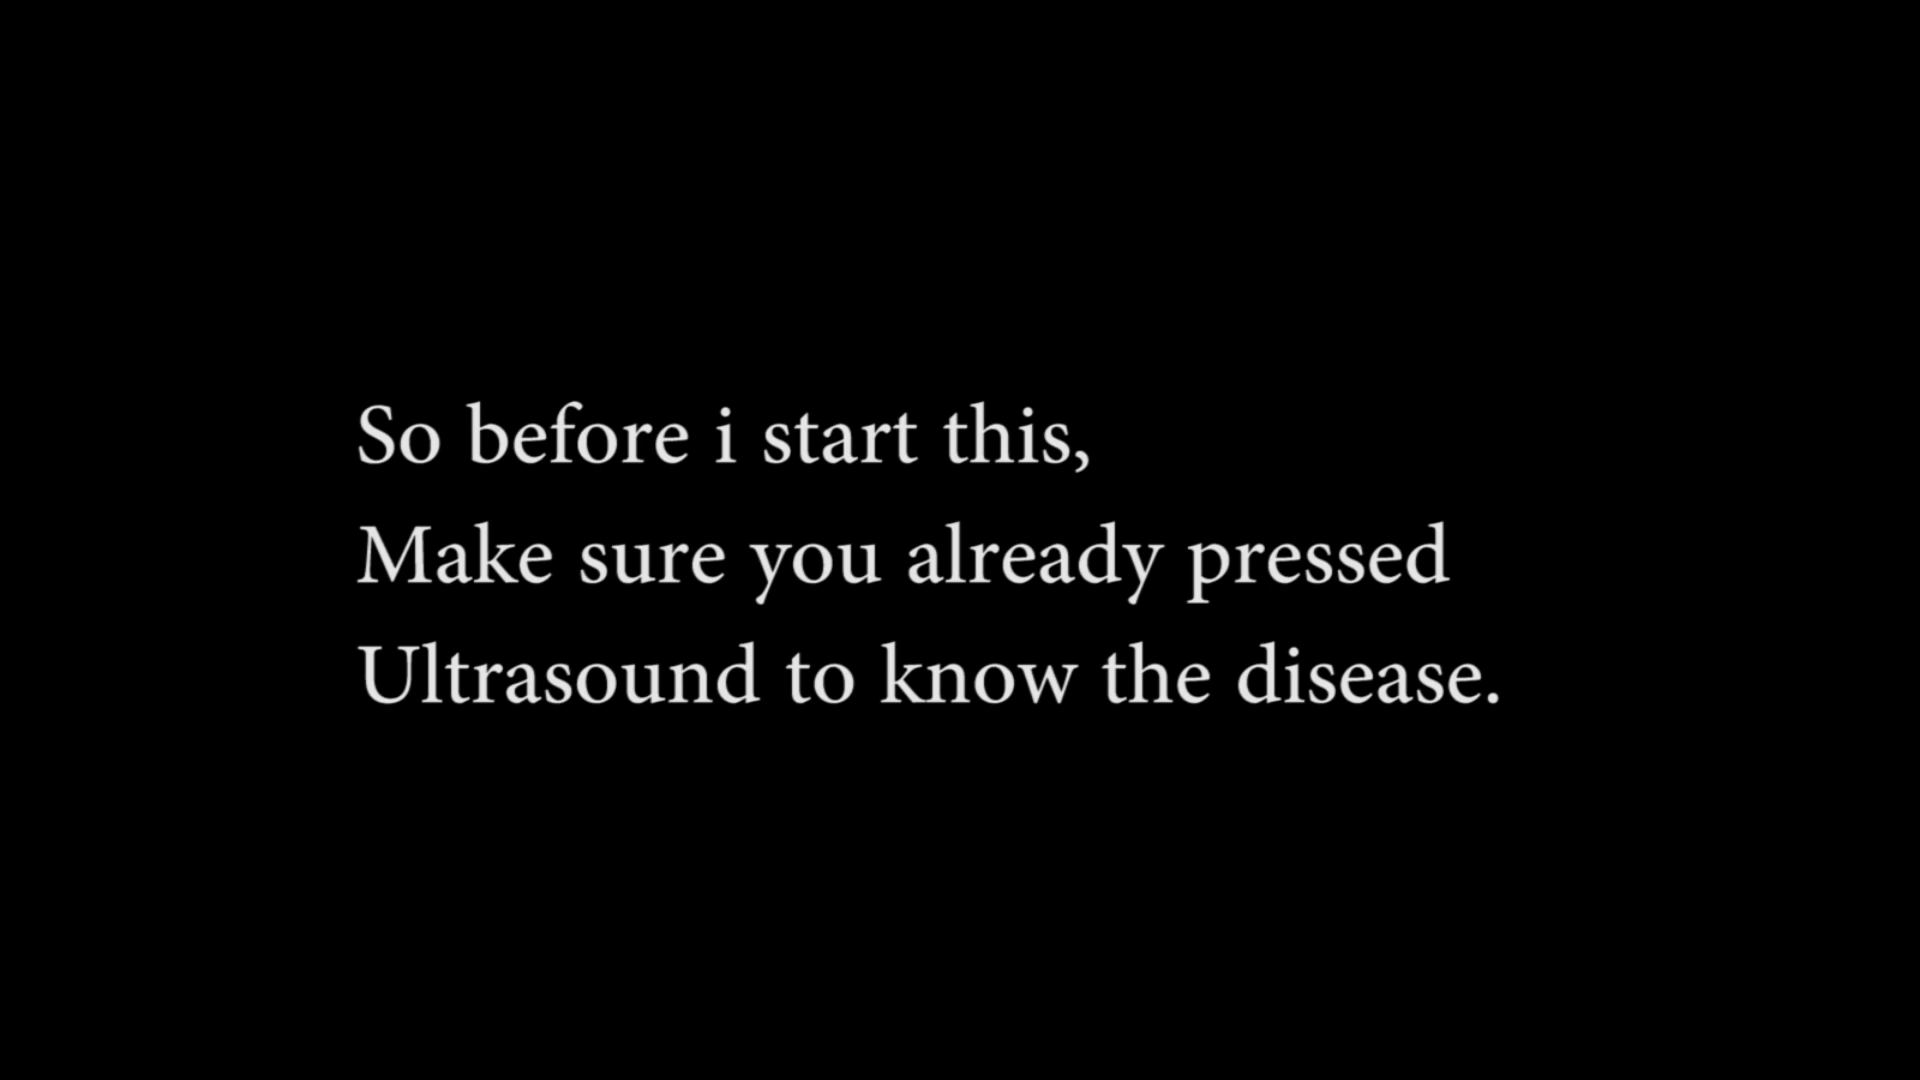 So before i start this,
Make sure you already pressed
Ultrasound to know the disease.